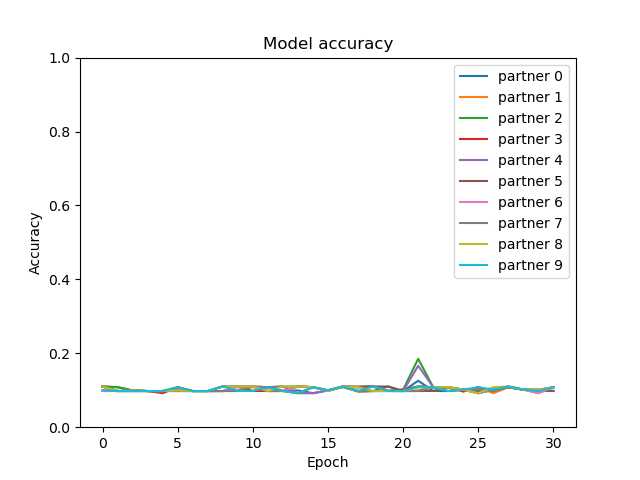 Model accuracy
1.0
0.8
0.6
0.4
0.2
0.0
Accuracy
partner 0
partner 1
partner 2
partner 3
partner 4
partner 5
partner 6
partner 7
partner 8
partner 9
0 5 10 15 20 25 30
Epoch